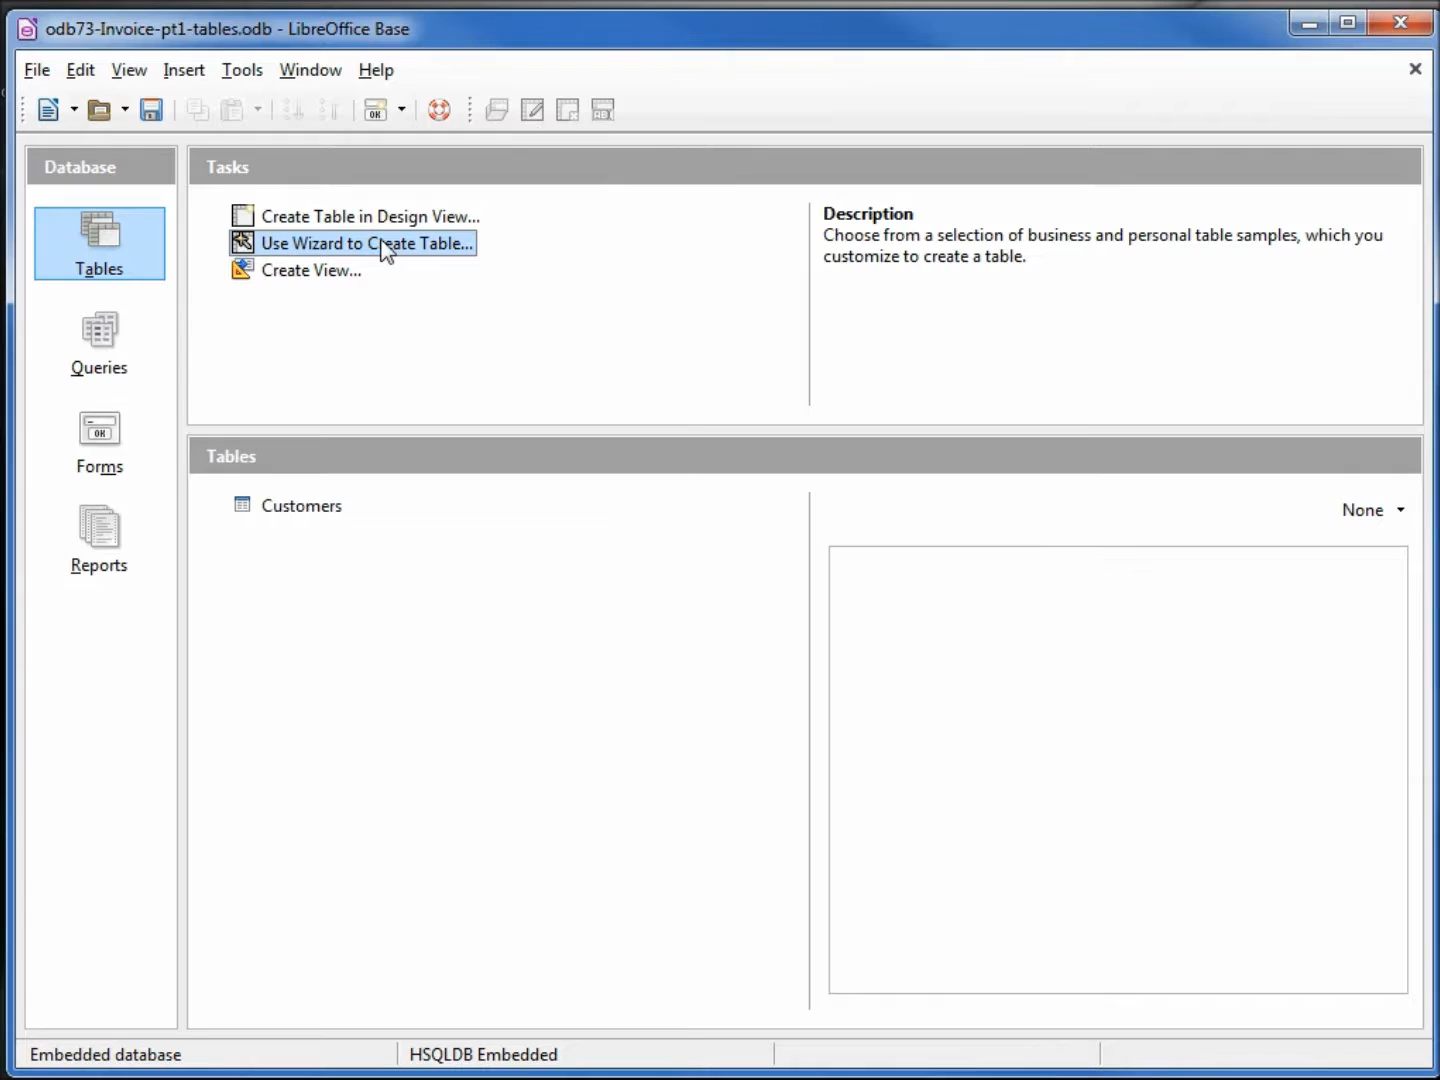 odb73-Invoice-pt1-tables.odb - LibreOffice Base
File Edit View Insert Tools Window Help
Database
Tables
Queries
Forms
Reports
Tasks
Create Table in Design View...
Use Wizard to Create Table...
Create View...
Description
Choose from a selection of business and personal table samples, which you
customize to create a table.
Tables
Customers
None
Embedded database
HSQLDB Embedded